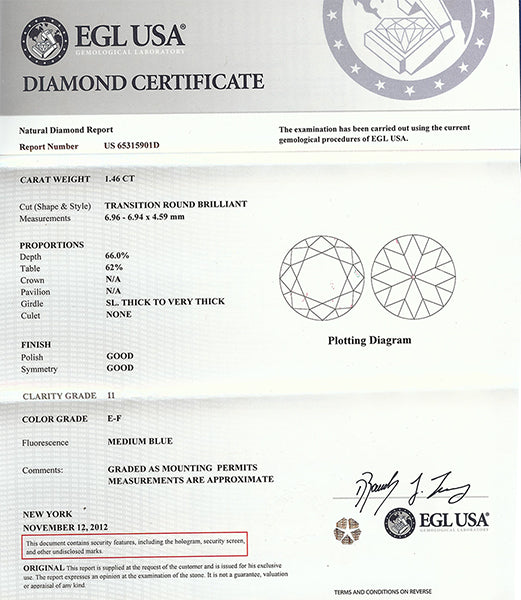 EGL USA
GEMOLOGICAL LABORATORY
DIAMOND CERTIFICATE
Natural Diamond Report
Report Number US 65315901D
The examination has been carried out using the current
gemological procedures of EGL USA.
CARAT WEIGHT 1.46 CT
Cut (Shape & Style) TRANSITION ROUND BRILLIANT
Measurements 6.96 - 6.94 x 4.59 mm
PROPORTIONS
Depth 66.0%
Table 62%
Crown N/A
Pavilion N/A
Girdle SL. THICK TO VERY THICK
Culet NONE
Plotting Diagram
FINISH
Polish GOOD
Symmetry GOOD
CLARITY GRADE 11
COLOR GRADE E-F
Fluorescence MEDIUM BLUE
Comments: GRADED AS MOUNTING PERMITS
MEASUREMENTS ARE APPROXIMATE
NEW YORK
NOVEMBER 12, 2012
This document contains security features, including the hologram, security screen,
and other undisclosed marks.
EGL USA
GEMOLOGICAL LABORATORY
ORIGINAL This report is supplied at the request of the customer and is issued for his exclusive
use. The report expresses an opinion at the examination of the stone. It is not a guarantee, valuation
or appraisal of any kind.
TERMS AND CONDITIONS ON REVERSE